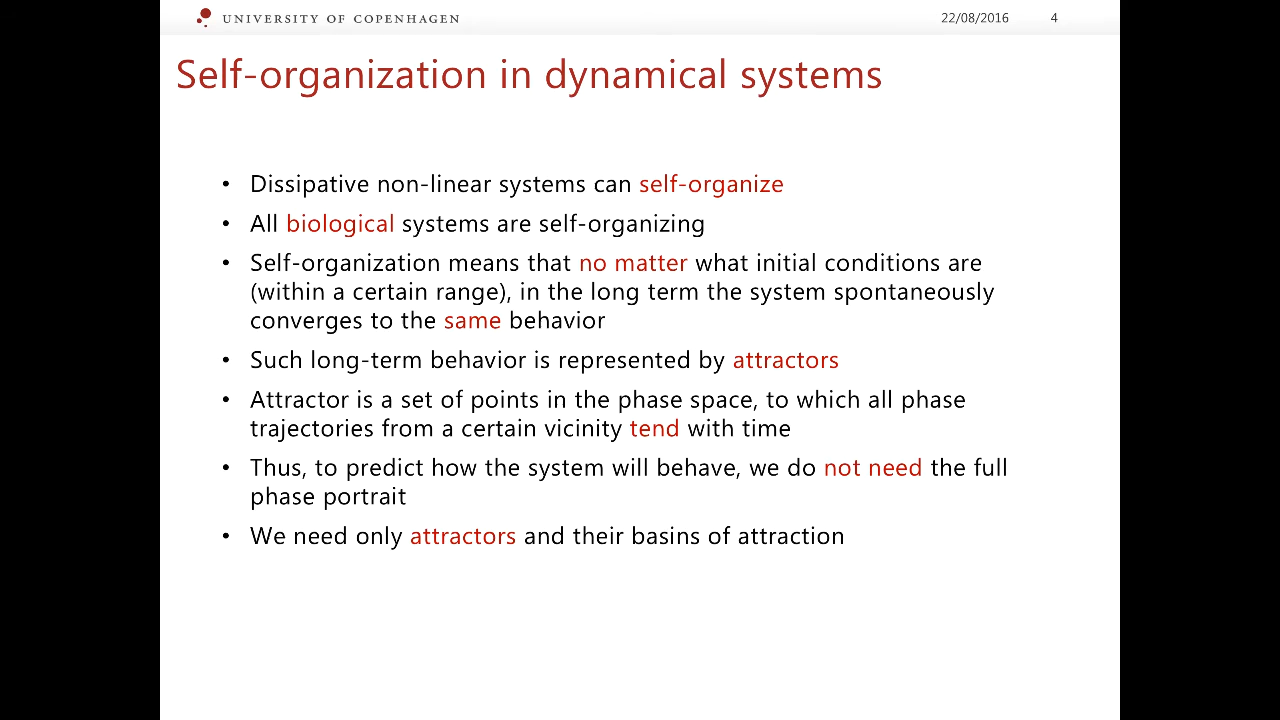 UNIVERSITY OF COPENHAGEN 22/08/2016 4
Self-organization in dynamical systems
• Dissipative non-linear systems can self-organize
• All biological systems are self-organizing
• Self-organization means that no matter what initial conditions are
(within a certain range), in the long term the system spontaneously
converges to the same behavior
• Such long-term behavior is represented by attractors
• Attractor is a set of points in the phase space, to which all phase
trajectories from a certain vicinity tend with time
• Thus, to predict how the system will behave, we do not need the full
phase portrait
• We need only attractors and their basins of attraction